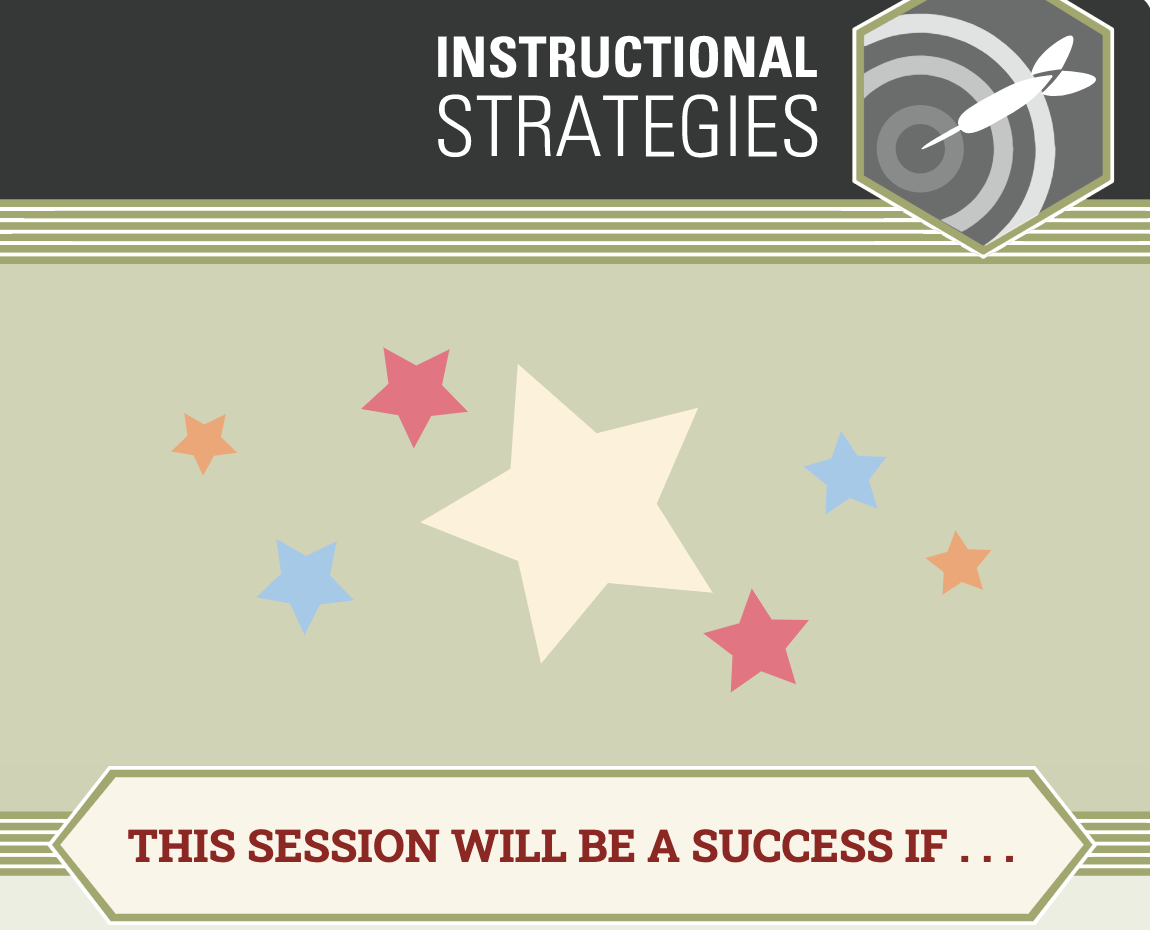 INSTRUCTIONAL
STRATEGIES
THIS SESSION WILL BE A SUCCESS IF . . .